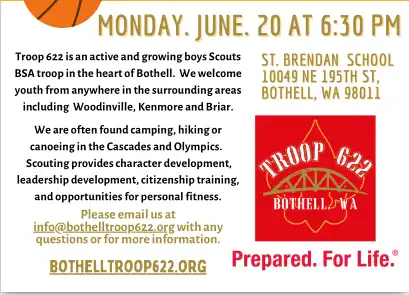 MONDAY. JUNE. 20 AT 6:30 PM
Troop 622 is an active and growing boys Scouts
BSA troop in the heart of Bothell. We welcome
youth from anywhere in the surrounding areas
including Woodinville, Kenmore and Briar.
We are often found camping, hiking or
canoeing in the Cascades and Olympics.
Scouting provides character development,
leadership development, citizenship training,
and opportunities for personal fitness.
Please email us at
info@bothelltroop622.org with any
questions or for more information.
BOTHELLTROOP622.ORG
ST. BRENDAN SCHOOL
10049 NE 195TH ST,
BOTHELL, WA 98011
TROOP 622
BOTHELL, WA
Prepared. For Life.®